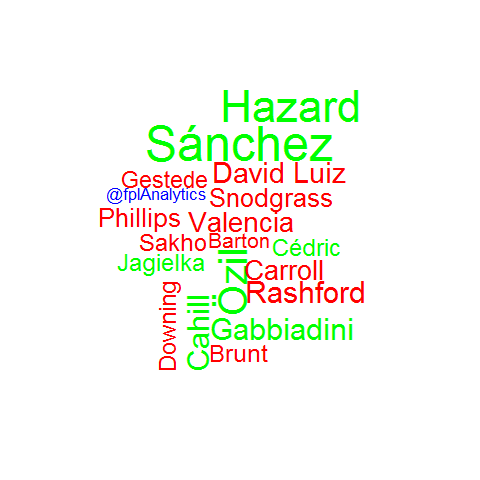 Hazard
Sánchez
David Luiz
Gestede
@fplAnalytics
Snodgrass
Phillips
Valencia
Sakho
Barton
Cédric
Jagielka
Özil
Carroll
Rashford
Downing
Cahill
Gabbiadini
Brunt